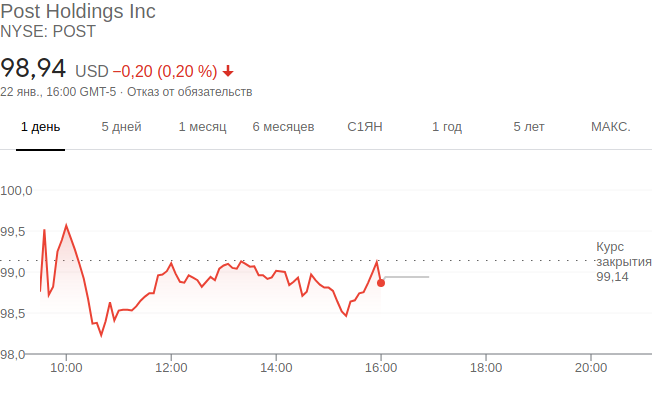 Post Holdings Inc
NYSE: POST
98,94 USD −0,20 (0,20 %)
22 янв., 16:00 GMT-5 · Отказ от обязательств
1 день 5 дней 1 месяц 6 месяцев С1ЯН 1 год 5 лет МАКС.
100,0
99,5
Курс
закрытия
99,0
99,14
98,5
98,0
10:00 12:00 14:00 16:00 18:00 20:00